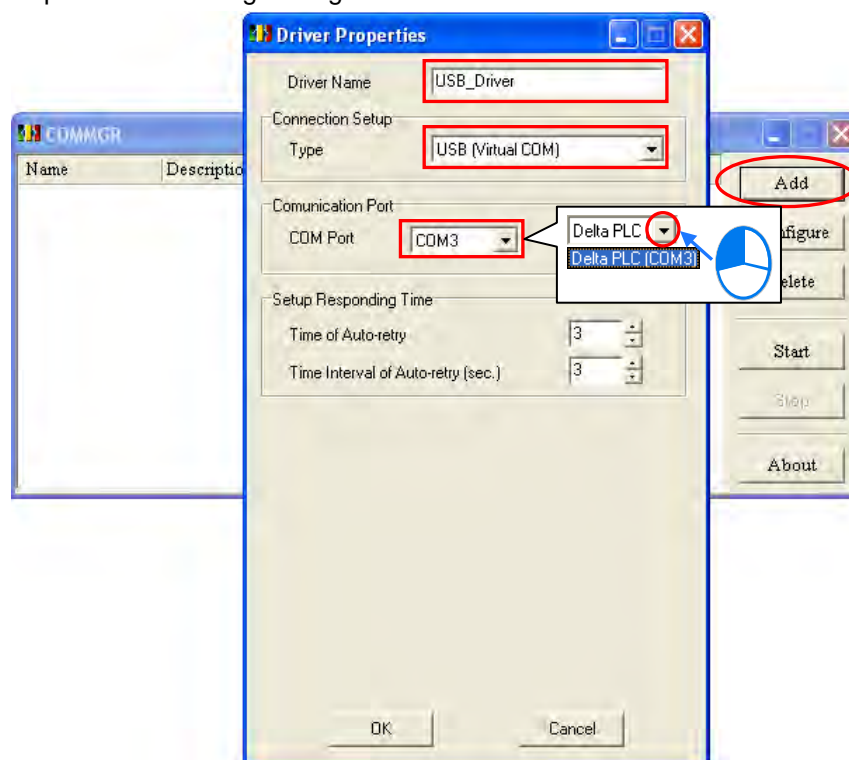 Driver Properties
Driver Name
USB_Driver
Connection Setup
Type
USB (Virtual COM)
Comunication Port
COM Port
COM3
Delta PLC (
Delta PLC (COM3)
Setup Responding Time
Time of Auto-retry
3
Time Interval of Auto-retry (sec.)
3
OK
Cancel
COMMGR
Name
Descriptio
Add
nfigure
elete
Start
Stop
About